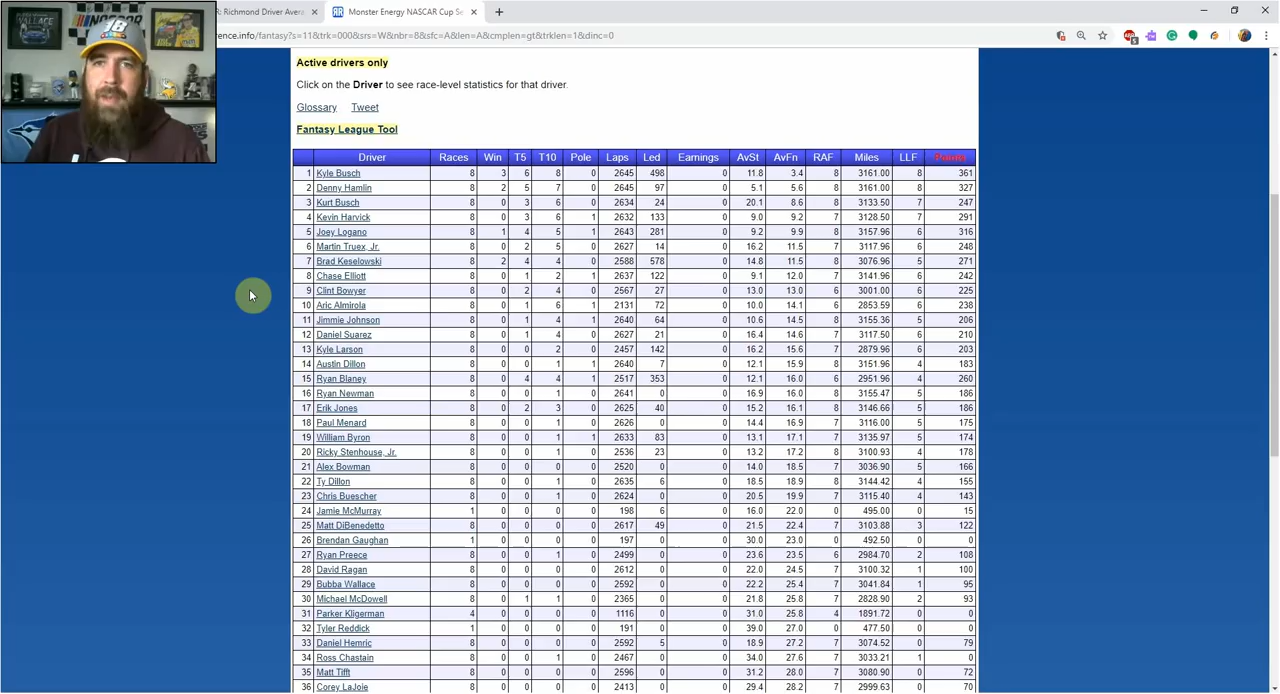 R: Richmond Driver Avera
Monster Energy NASCAR Cup Se
rence.info/fantasy?s=11&trk=000&srs=W&nbr=8&sfc=A&len=A&cmplen=gt&trklen=1&dinc=0
WALLACE
NASCAR
18
Active drivers only
Click on the Driver to see race-level statistics for that driver.
Glossary Tweet
Fantasy League Tool
Driver Races Win T5 T10 Pole Laps Led Earnings AvSt AvFn RAF Miles LLF Points
1 Kyle Busch 8 3 6 8 0 2645 498 0 11.8 3.4 8 3161.00 8 361
2 Denny Hamlin 8 2 5 7 0 2645 97 0 5.1 5.6 8 3161.00 8 327
3 Kurt Busch 8 0 3 6 0 2634 24 0 20.1 8.6 8 3133.50 7 247
4 Kevin Harvick 8 0 3 6 1 2632 133 0 9.0 9.2 7 3128.50 7 291
5 Joey Logano 8 1 4 5 1 2643 281 0 9.2 9.9 8 3157.96 6 316
6 Martin Truex, Jr. 8 0 2 5 0 2627 14 0 16.2 11.5 7 3117.96 6 248
7 Brad Keselowski 8 2 4 4 0 2588 578 0 14.8 11.5 8 3076.96 5 271
8 Chase Elliott 8 0 1 2 1 2637 122 0 9.1 12.0 7 3141.96 6 242
9 Clint Bowyer 8 0 2 4 0 2567 27 0 13.0 13.0 6 3001.00 6 225
10 Aric Almirola 8 0 1 6 1 2131 72 0 10.0 14.1 6 2853.59 6 238
11 Jimmie Johnson 8 0 1 4 1 2640 64 0 10.6 14.5 8 3155.36 5 206
12 Daniel Suarez 8 0 1 4 0 2627 21 0 16.4 14.6 7 3117.50 6 210
13 Kyle Larson 8 0 0 2 0 2457 142 0 16.2 15.6 7 2879.96 6 203
14 Austin Dillon 8 0 0 1 1 2640 7 0 12.1 15.9 8 3151.96 4 183
15 Ryan Blaney 8 0 4 4 1 2517 353 0 12.1 16.0 6 2951.96 4 260
16 Ryan Newman 8 0 0 1 0 2641 0 0 16.9 16.0 8 3155.47 5 186
17 Erik Jones 8 0 2 3 0 2625 40 0 15.2 16.1 8 3146.66 5 186
18 Paul Menard 8 0 0 1 0 2626 0 0 14.4 16.9 7 3116.00 5 175
19 William Byron 8 0 0 1 1 2633 83 0 13.1 17.1 7 3135.97 5 174
20 Ricky Stenhouse, Jr. 8 0 0 1 0 2536 23 0 13.2 17.2 8 3100.93 4 178
21 Alex Bowman 8 0 0 0 0 2520 0 0 14.0 18.5 7 3036.90 5 166
22 Ty Dillon 8 0 0 1 0 2635 6 0 18.5 18.9 8 3144.42 4 155
23 Chris Buescher 8 0 0 1 0 2624 0 0 20.5 19.9 7 3115.40 4 143
24 Jamie McMurray 1 0 0 0 0 198 6 0 16.0 22.0 0 495.00 0 15
25 Matt DiBenedetto 8 0 0 0 0 2617 49 0 21.5 22.4 7 3103.88 3 122
26 Brendan Gaughan 1 0 0 0 0 197 0 0 30.0 23.0 0 492.50 0 0
27 Ryan Preece 8 0 0 1 0 2499 0 0 23.6 23.5 6 2984.70 2 108
28 David Ragan 8 0 0 0 0 2612 0 0 22.0 24.5 7 3100.32 1 100
29 Bubba Wallace 8 0 0 0 0 2592 0 0 22.2 25.4 7 3041.84 1 95
30 Michael McDowell 8 0 1 1 0 2365 0 0 21.8 25.8 7 2828.90 2 93
31 Parker Kligerman 4 0 0 0 0 1116 0 0 31.0 25.8 4 1891.72 0 0
32 Tyler Reddick 1 0 0 0 0 191 0 0 39.0 27.0 0 477.50 0 0
33 Daniel Hemric 8 0 0 0 0 2592 5 0 18.9 27.2 7 3074.52 0 79
34 Ross Chastain 8 0 0 1 0 2467 0 0 34.0 27.6 7 3033.21 1 0
35 Matt Tifft 8 0 0 0 0 2596 0 0 24.0 28.0 7 3080.90 0 72
36 Corey LaJoie 8 0 0 0 0 2413 0 0 29.4 28.2 7 2999.63 0 70